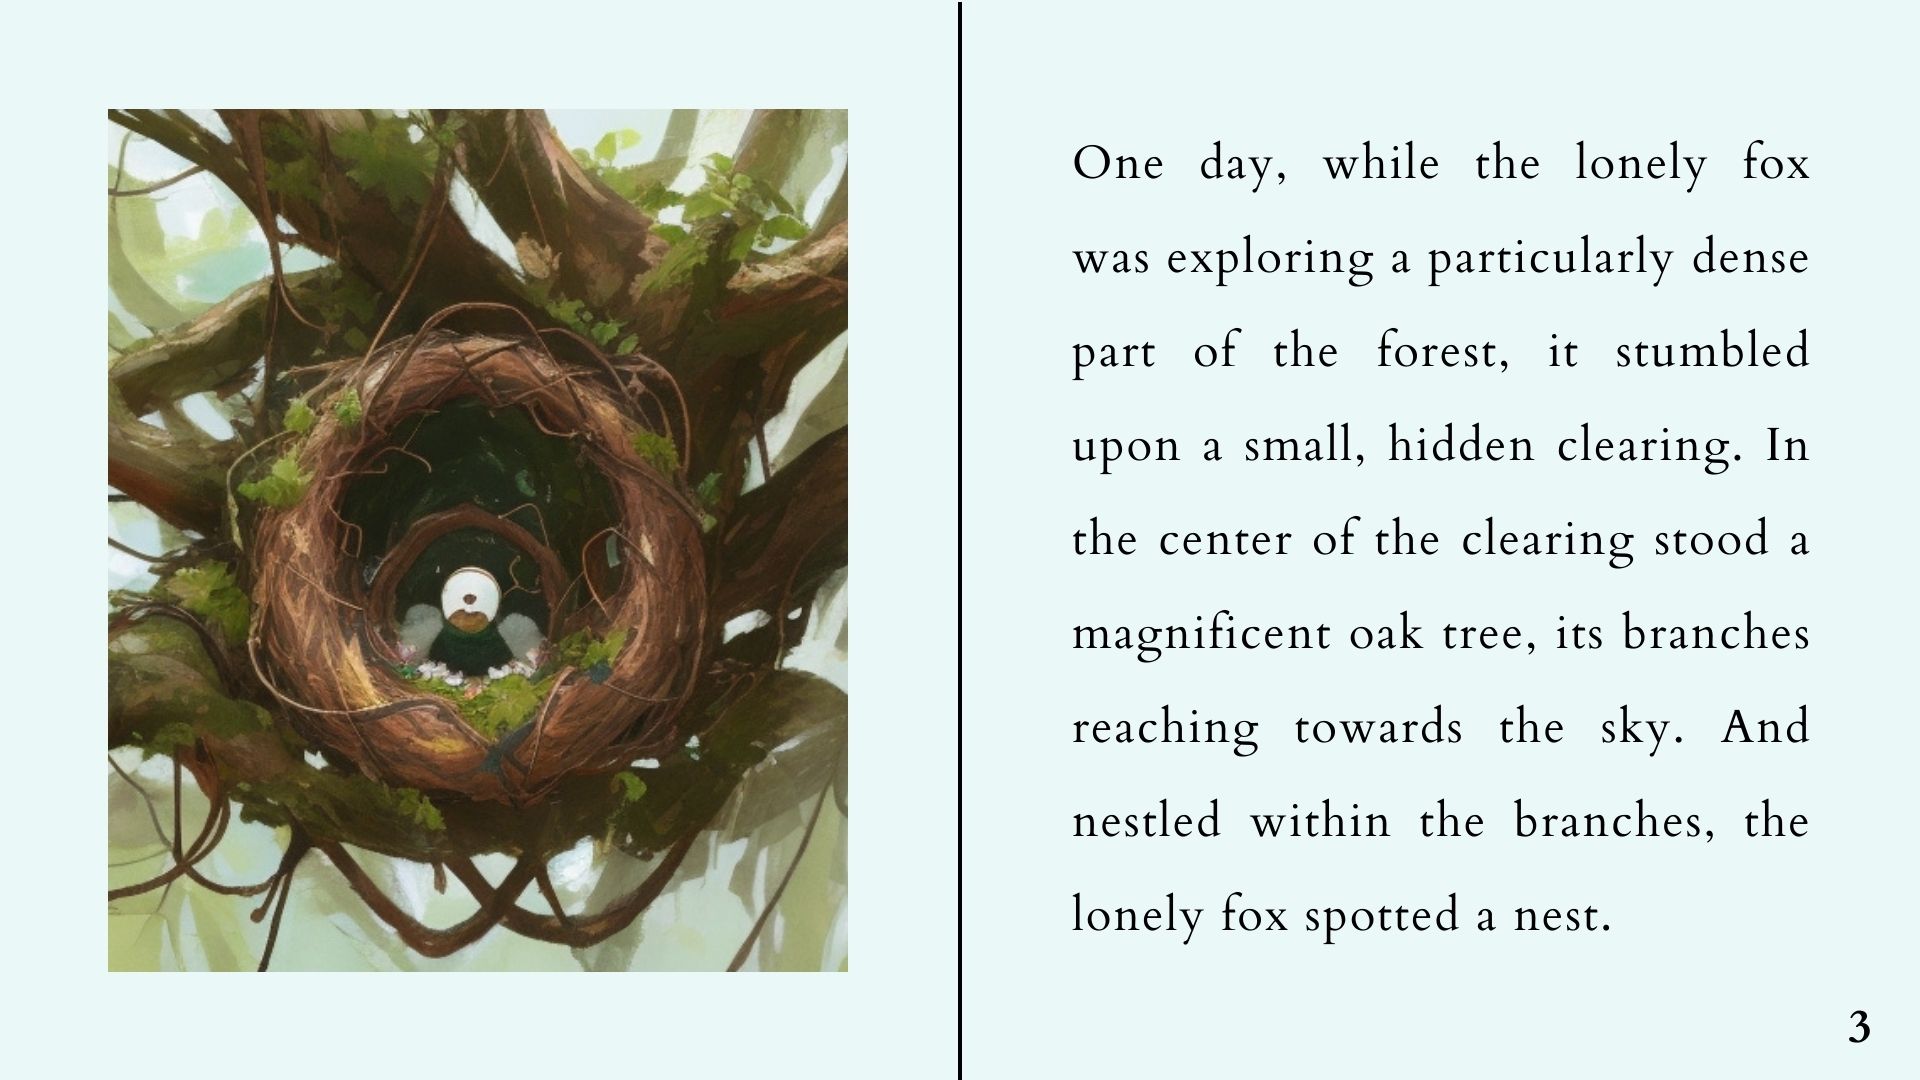 One day, while the lonely fox
was exploring a particularly dense
part of the forest, it stumbled
upon a small, hidden clearing. In
the center of the clearing stood a
magnificent oak tree, its branches
reaching towards the sky. And
nestled within the branches, the
lonely fox spotted a nest.
3